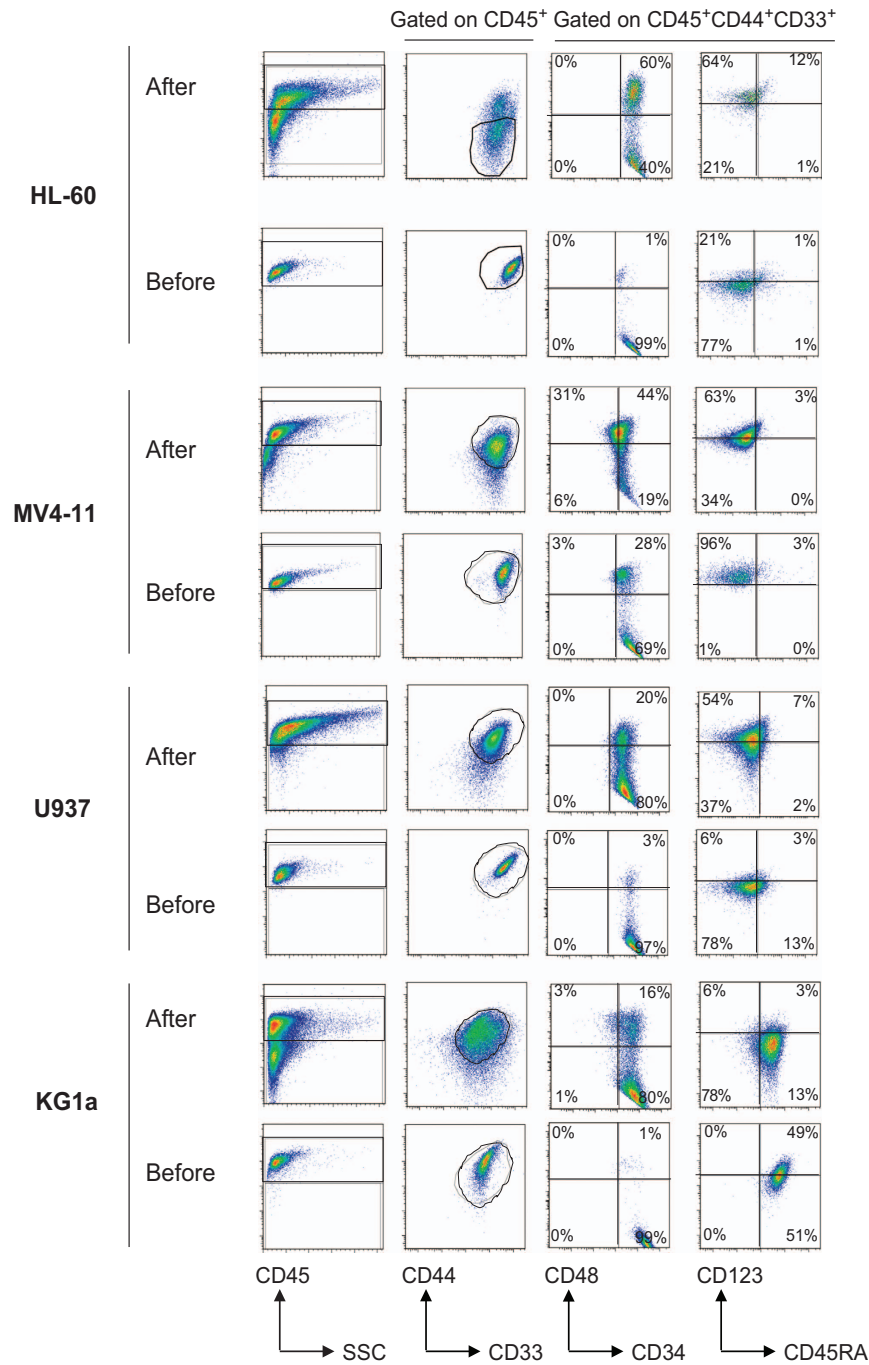 Gated on CD45⁺ Gated on CD45⁺CD44⁺CD33⁺
HL-60
After
0% 60%
0% 40%
64% 12%
21% 1%
Before
0% 1%
0% 99%
21% 1%
77% 1%
MV4-11
After
31% 44%
6% 19%
63% 3%
34% 0%
Before
3% 28%
0% 69%
96% 3%
1% 0%
U937
After
0% 20%
0% 80%
54% 7%
37% 2%
Before
0% 3%
0% 97%
6% 3%
78% 13%
KG1a
After
3% 16%
1% 80%
6% 3%
78% 13%
Before
0% 1%
0% 99%
0% 49%
0% 51%
CD45 CD44 CD48 CD123
SSC CD33 CD34 CD45RA